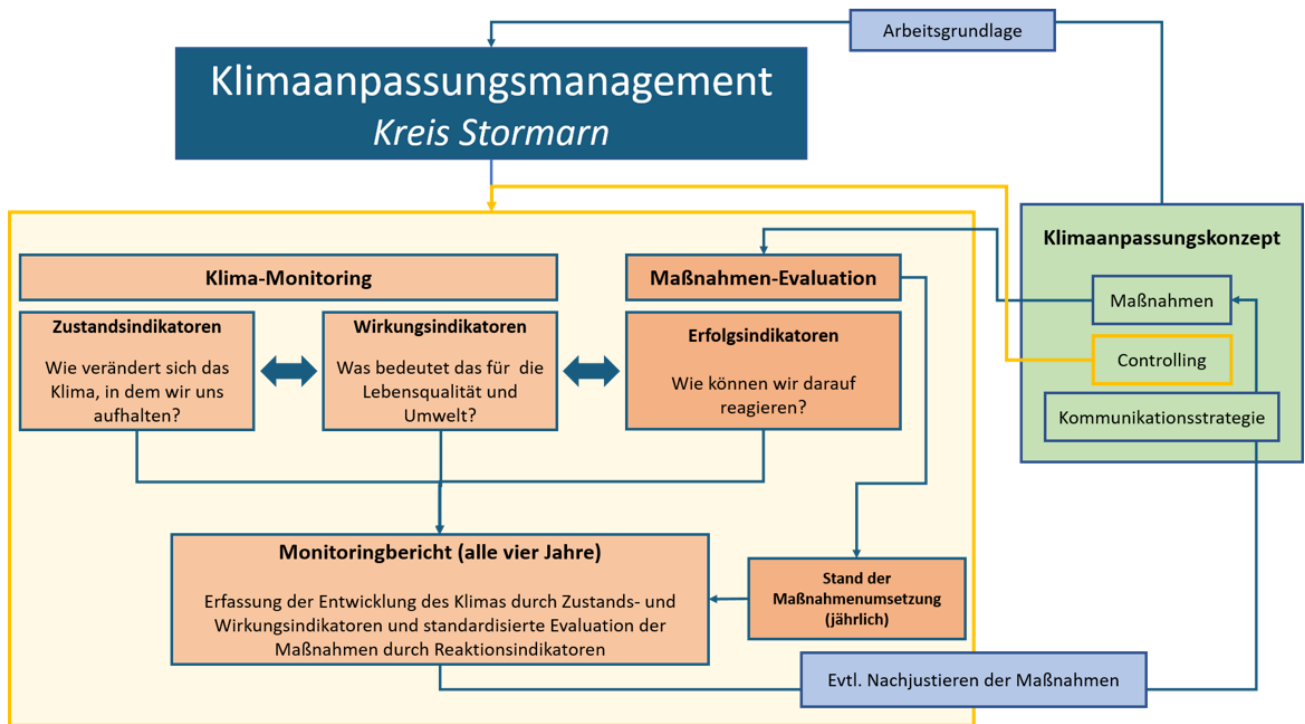 Arbeitsgrundlage
Klimaanpassungsmanagement
Kreis Stormarn
Klimaanpassungskonzept
Maßnahmen
Controlling
Kommunikationsstrategie
Klima-Monitoring
Maßnahmen-Evaluation
Zustandsindikatoren
Wie verändert sich das
Klima, in dem wir uns
aufhalten?
Wirkungsindikatoren
Was bedeutet das für die
Lebensqualität und
Umwelt?
Erfolgsindikatoren
Wie können wir darauf
reagieren?
Monitoringbericht (alle vier Jahre)
Erfassung der Entwicklung des Klimas durch Zustands- und
Wirkungsindikatoren und standardisierte Evaluation der
Maßnahmen durch Reaktionsindikatoren
Stand der
Maßnahmenumsetzung
(jährlich)
Evtl. Nachjustieren der Maßnahmen